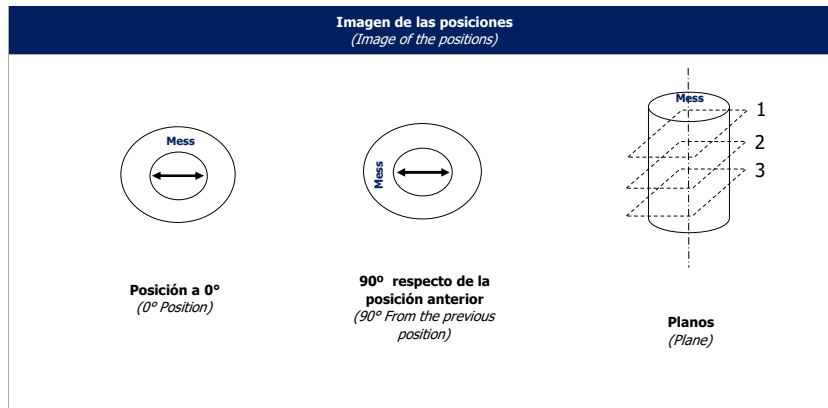 Imagen de las posiciones
(Image of the positions)
Mess
Posición a 0°
(0° Position)
Mess
90º respecto de la
posición anterior
(90° From the previous
position)
Mess
1
2
3
Planos
(Plane)